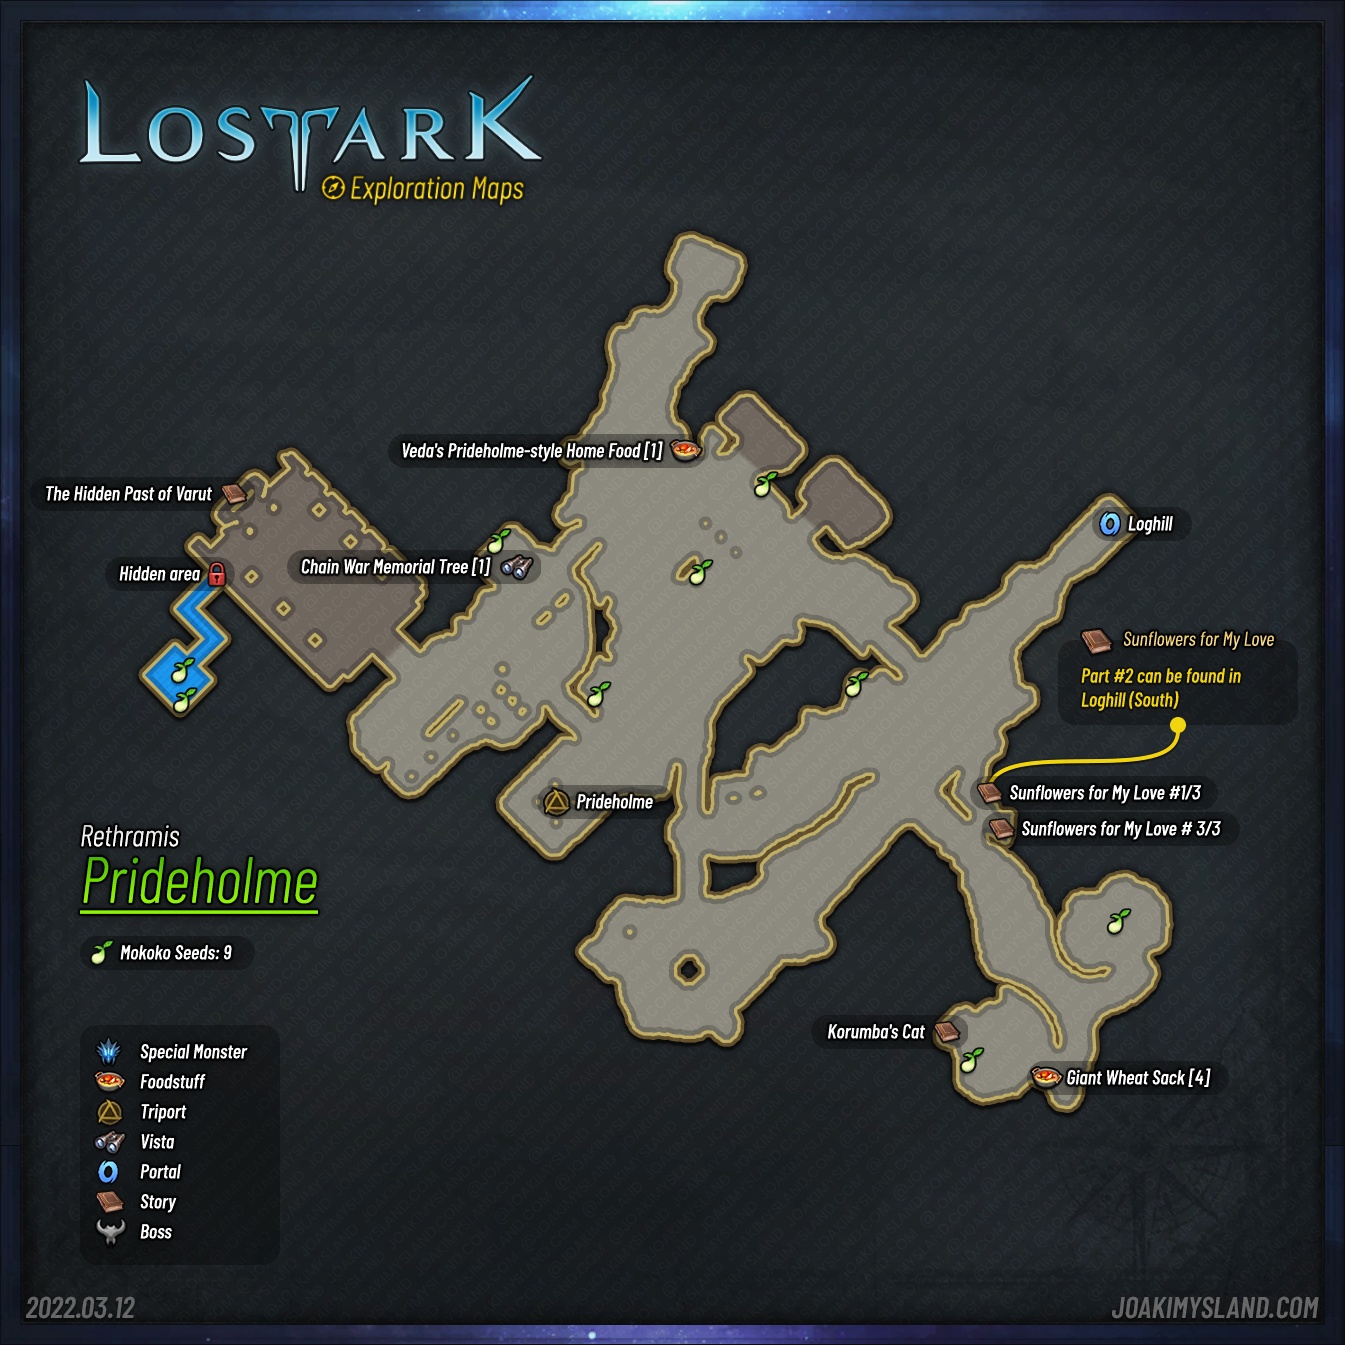 LOSTARK
Exploration Maps
Veda's Prideholme-style Home Food [1]
The Hidden Past of Varut
Loghill
Chain War Memorial Tree [1]
Hidden area
Sunflowers for My Love
Part #2 can be found in
Loghill (South)
Sunflowers for My Love #1/3
Prideholme
Sunflowers for My Love # 3/3
Rethramis
Prideholme
Mokoko Seeds: 9
Korumba's Cat
Giant Wheat Sack [4]
Special Monster
Foodstuff
Triport
Vista
Portal
Story
Boss
2022.03.12
JOAKIMYSLAND.COM